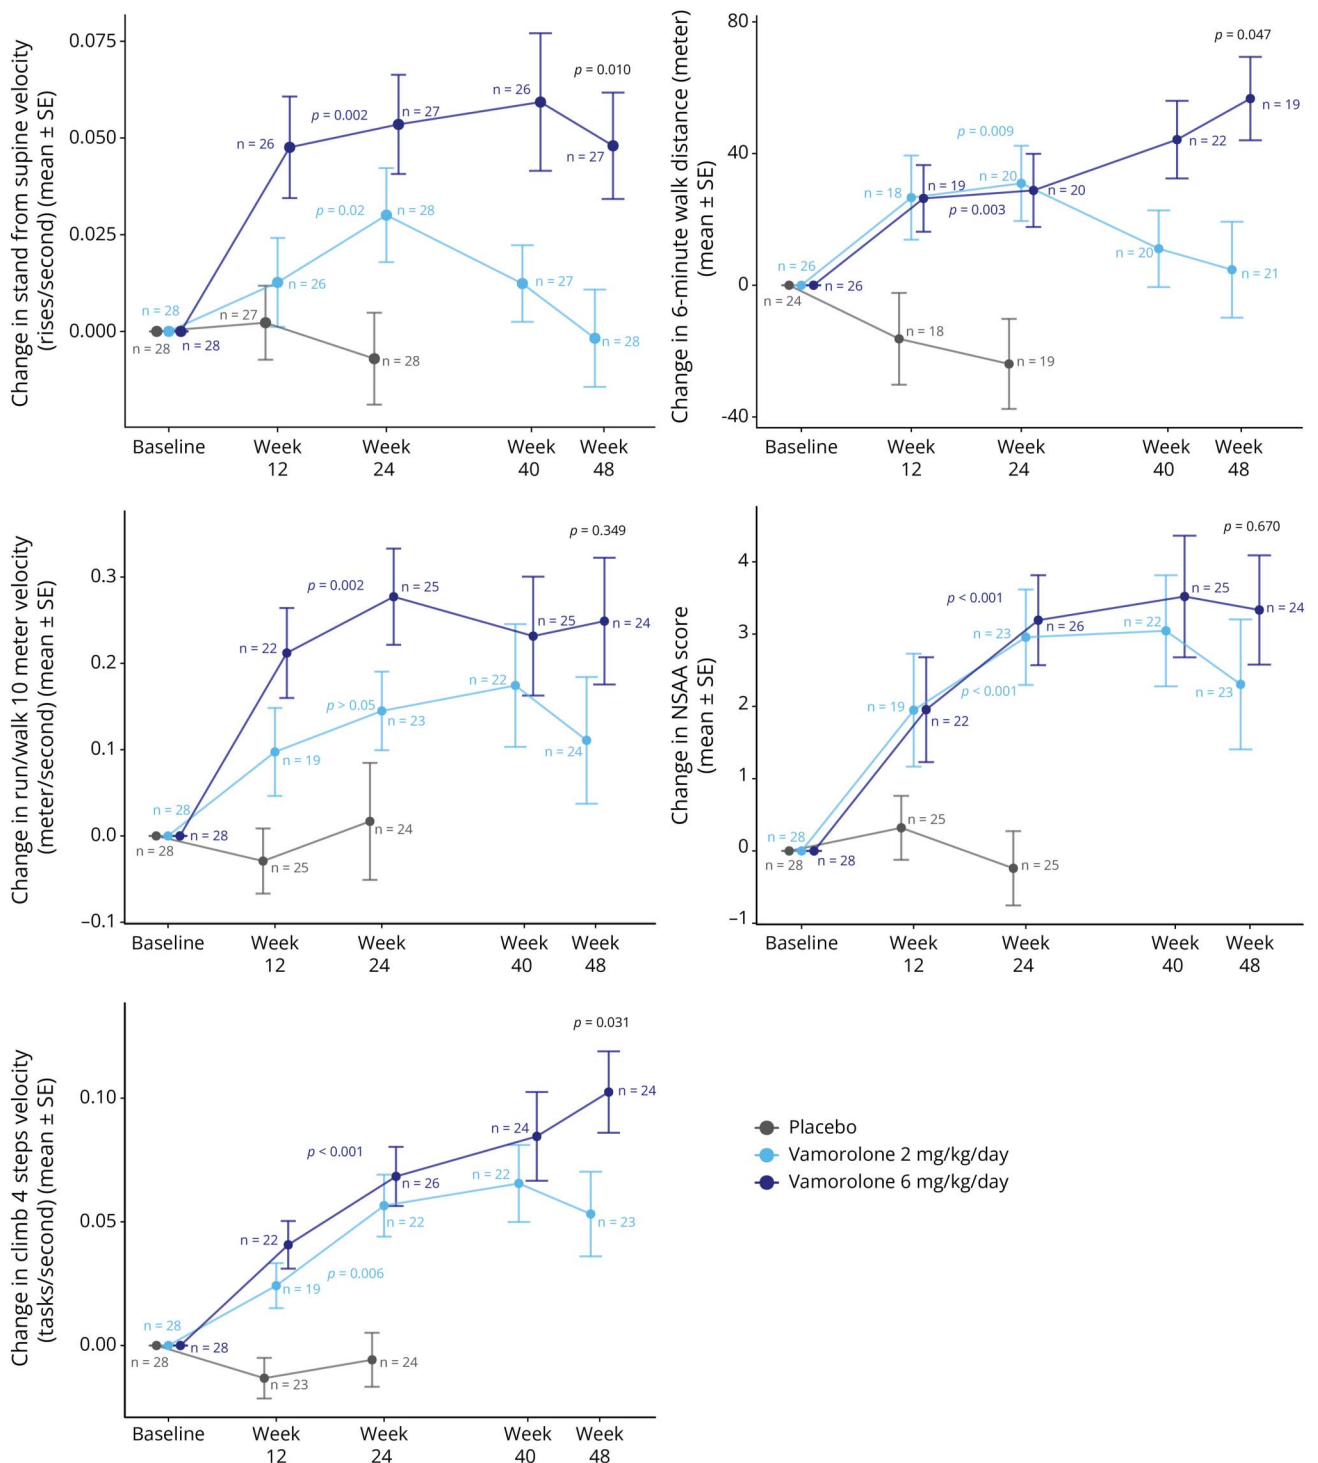 Change in stand from supine velocity
(rises/second) (mean ± SE)
0.075
0.050
0.025
0.000
p = 0.010
n = 26
p = 0.002
n = 27
n = 26
n = 27
p = 0.02
n = 28
n = 28
n = 26
n = 27
n = 27
n = 28
n = 28
n = 28
n = 28
Baseline
Week
12
Week
24
Week
40
Week
48
Change in 6-minute walk distance (meter)
(mean ± SE)
80
40
0
-40
p = 0.047
n = 19
p = 0.009
n = 22
n = 20
n = 18
n = 19
n = 20
p = 0.003
n = 20
n = 26
n = 21
n = 26
n = 24
n = 18
n = 19
Baseline
Week
12
Week
24
Week
40
Week
48
Change in run/walk 10 meter velocity
(meter/second) (mean ± SE)
0.3
0.2
0.1
0.0
–0.1
p = 0.349
p = 0.002
n = 25
n = 25
n = 24
n = 22
n = 22
p > 0.05
n = 23
n = 24
n = 19
n = 28
n = 28
n = 24
n = 28
n = 25
Baseline
Week
12
Week
24
Week
40
Week
48
Change in NSAA score
(mean ± SE)
4
3
2
1
0
–1
p = 0.670
p < 0.001
n = 25
n = 24
n = 22
n = 26
n = 23
p < 0.001
n = 23
n = 19
n = 22
n = 25
n = 28
n = 28
n = 28
n = 25
Baseline
Week
12
Week
24
Week
40
Week
48
Change in climb 4 steps velocity
(tasks/second) (mean ± SE)
0.10
0.05
0.00
p = 0.031
n = 24
n = 24
p < 0.001
n = 22
n = 26
n = 22
n = 23
n = 22
p = 0.006
n = 19
n = 28
n = 28
n = 28
n = 24
n = 23
Baseline
Week
12
Week
24
Week
40
Week
48
Placebo
Vamorolone 2 mg/kg/day
Vamorolone 6 mg/kg/day